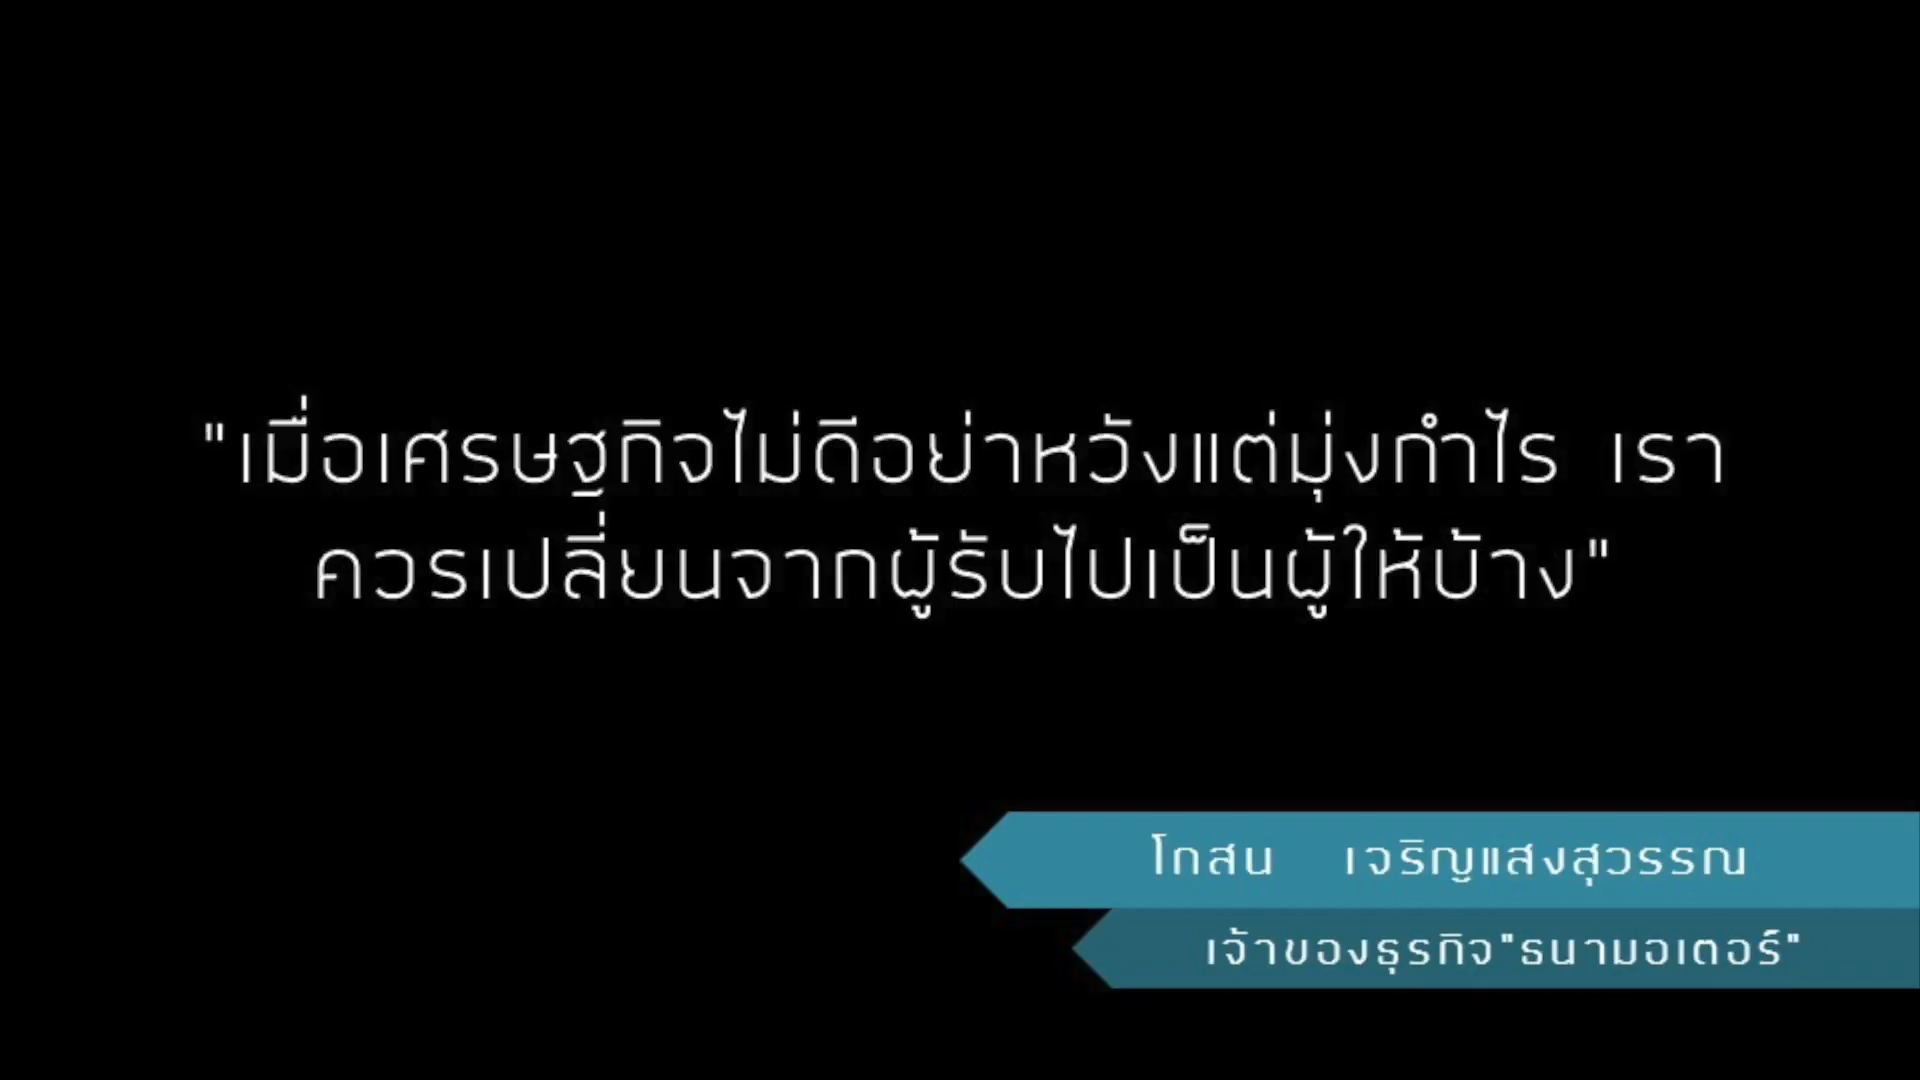 "เมื่อเศรษฐกิจไม่ดีอย่าหวังแต่มุ่งกำไร เรา
ควรเปลี่ยนจากผู้รับไปเป็นผู้ให้บ้าง"
โกสน เจริญแสงสุวรรณ
เจ้าของธุรกิจ"ธนามอเตอร์"